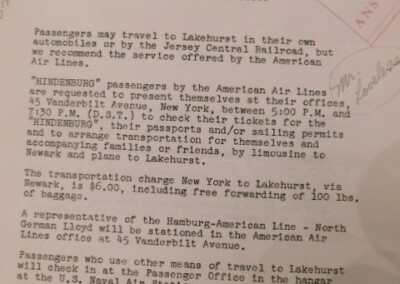 Passengers may travel to Lakehurst in their own
automobiles or by the Jersey Central Railroad, but
we recommend the service offered by the American
Air Lines.
"HINDENBURG" passengers by the American Air Lines
are requested to present themselves at their offices,
45 Vanderbilt Avenue, New York, between 5:00 P.M. and
7:30 P.M. (D.S.T.) to check their tickets for the
"HINDENBURG", their passports and/or sailing permits
and to arrange transportation for themselves and
accompanying families or friends, by limousine to
Newark and plane to Lakehurst.
The transportation charge New York to Lakehurst, via
Newark, is $6.00, including free forwarding of 100 lbs.
of baggage.
A representative of the Hamburg-American Line - North
German Lloyd will be stationed in the American Air
Lines office at 45 Vanderbilt Avenue.
Passengers who use other means of travel to Lakehurst
will check in at the Passenger Office in the hangar
at the U.S. Naval Air
ANS
Mr.